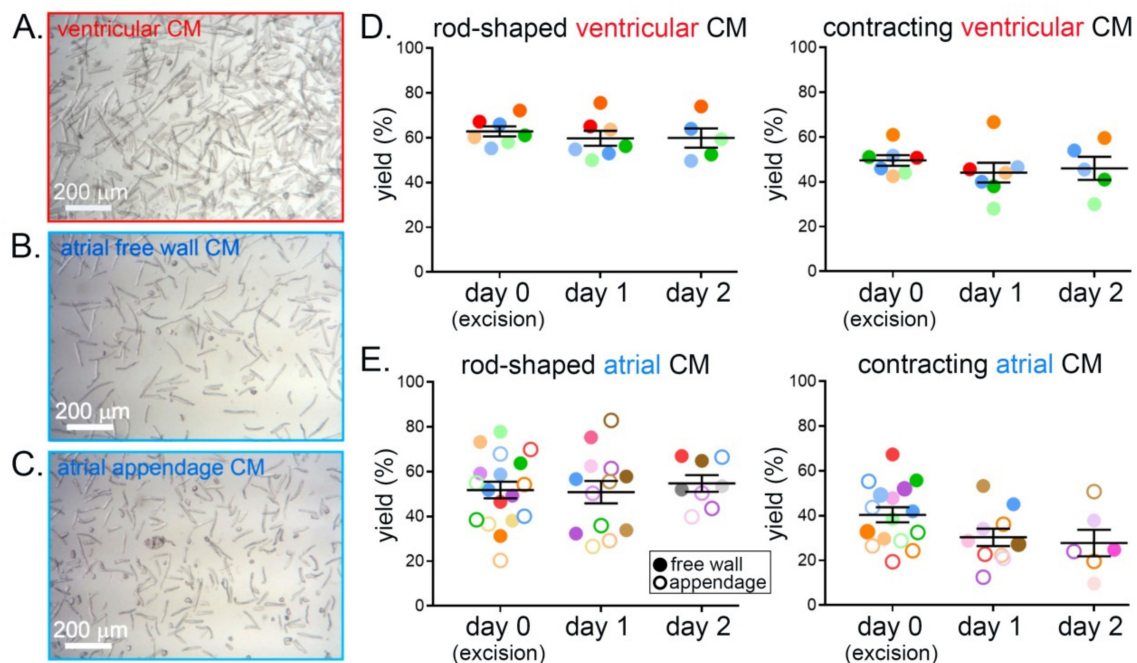 A.
ventricular CM
200 μm
B.
atrial free wall CM
200 μm
C.
atrial appendage CM
200 μm
D.
rod-shaped ventricular CM
yield (%)
100
80
60
40
20
0
day 0 day 1 day 2
(excision)
contracting ventricular CM
yield (%)
100
80
60
40
20
0
day 0 day 1 day 2
(excision)
E.
rod-shaped atrial CM
yield (%)
100
80
60
40
20
0
free wall
appendage
day 0 day 1 day 2
(excision)
contracting atrial CM
yield (%)
100
80
60
40
20
0
day 0 day 1 day 2
(excision)